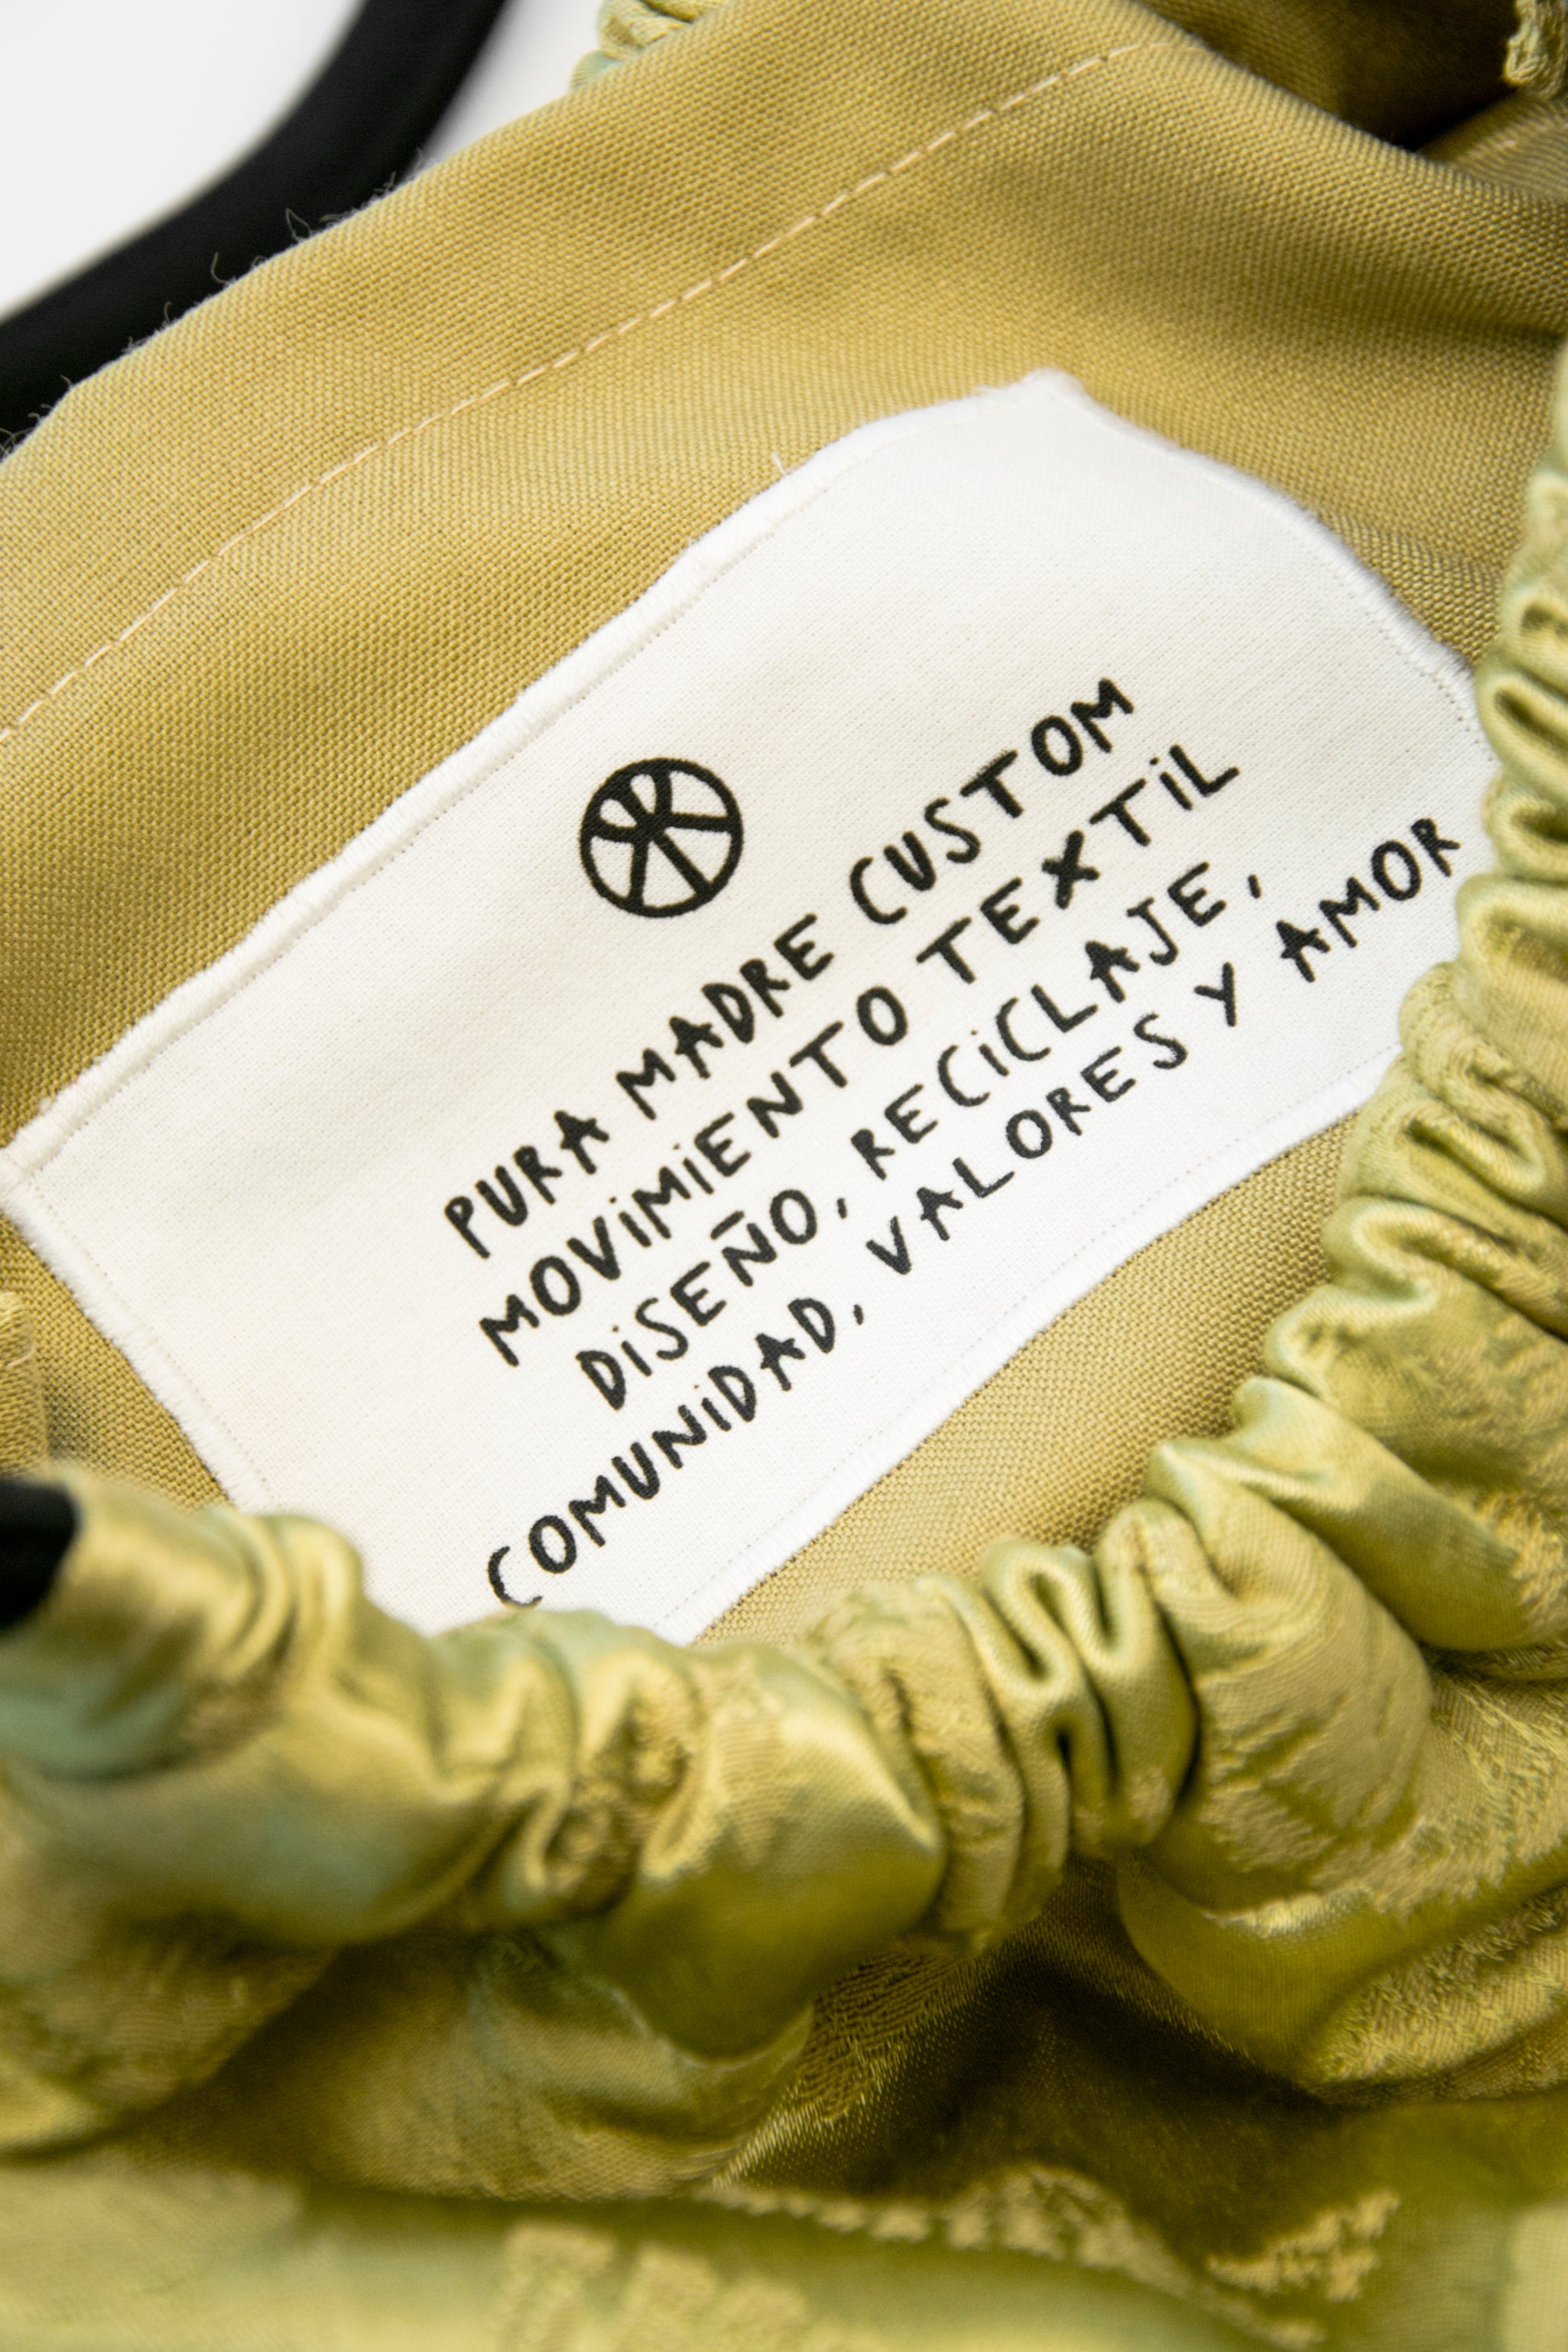 PURA MADRE CUSTOM
MOViMiENTO TEXTiL
DiSEÑO, RECiCLAJE,
COMUNiDAD, VALORES Y AMOR